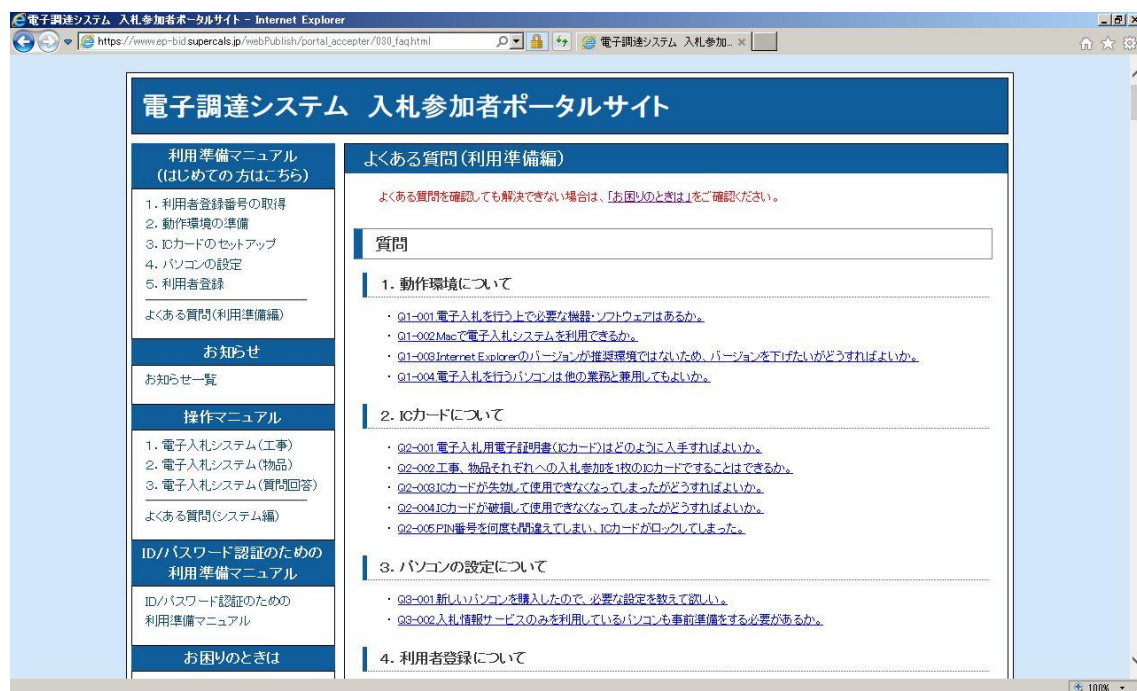 電子調達システム 入札参加者ポータルサイト - Internet Explorer
https://www.ep-bid.supercals.jp/webPublish/portal_accepter/030_faq.html
電子調達システム 入札参加...
電子調達システム 入札参加者ポータルサイト
利用準備マニュアル
(はじめての方はこちら)
1. 利用者登録番号の取得
2. 動作環境の準備
3. ICカードのセットアップ
4. パソコンの設定
5. 利用者登録
よくある質問(利用準備編)
お知らせ
お知らせ一覧
操作マニュアル
1. 電子入札システム(工事)
2. 電子入札システム(物品)
3. 電子入札システム(質問回答)
よくある質問(システム編)
ID/パスワード認証のための
利用準備マニュアル
ID/パスワード認証のための
利用準備マニュアル
お困りのときは
よくある質問(利用準備編)
よくある質問を確認しても解決できない場合は、「お困りのときは」をご確認ください。
質問
1. 動作環境について
・ Q1-001電子入札を行う上で必要な機器・ソフトウェアはあるか。
・ Q1-002Macで電子入札システムを利用できるか。
・ Q1-003Internet Explorerのバージョンが推奨環境ではないため、バージョンを下げたいがどうすればよいか。
・ Q1-004電子入札を行うパソコンは他の業務と兼用してもよいか。
2. ICカードについて
・ Q2-001電子入札用電子証明書(ICカード)はどのように入手すればよいか。
・ Q2-002工事、物品それぞれへの入札参加を1枚のICカードですることはできるか。
・ Q2-003ICカードが失効して使用できなくなってしまったがどうすればよいか。
・ Q2-004ICカードが破損して使用できなくなってしまったがどうすればよいか。
・ Q2-005PIN番号を何度も間違えてしまい、ICカードがロックしてしまった。
3. パソコンの設定について
・ Q3-001新しいパソコンを購入したので、必要な設定を教えて欲しい。
・ Q3-002入札情報サービスのみを利用しているパソコンも事前準備をする必要があるか。
4. 利用者登録について
100%